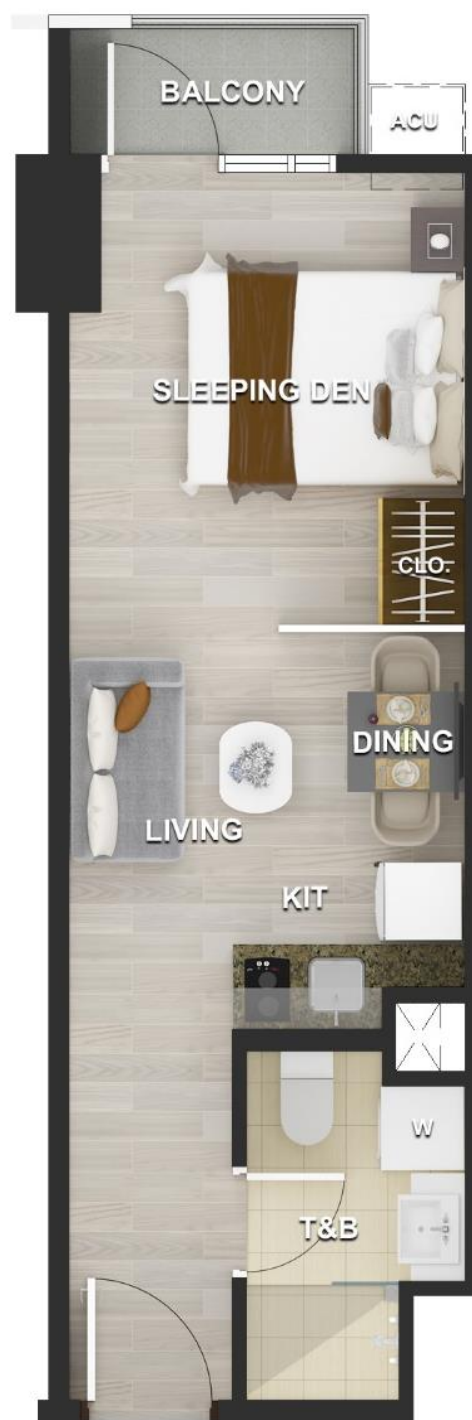 BALCONY
ACU
SLEEPING DEN
CLO.
DINING
LIVING
KIT
W
T&B